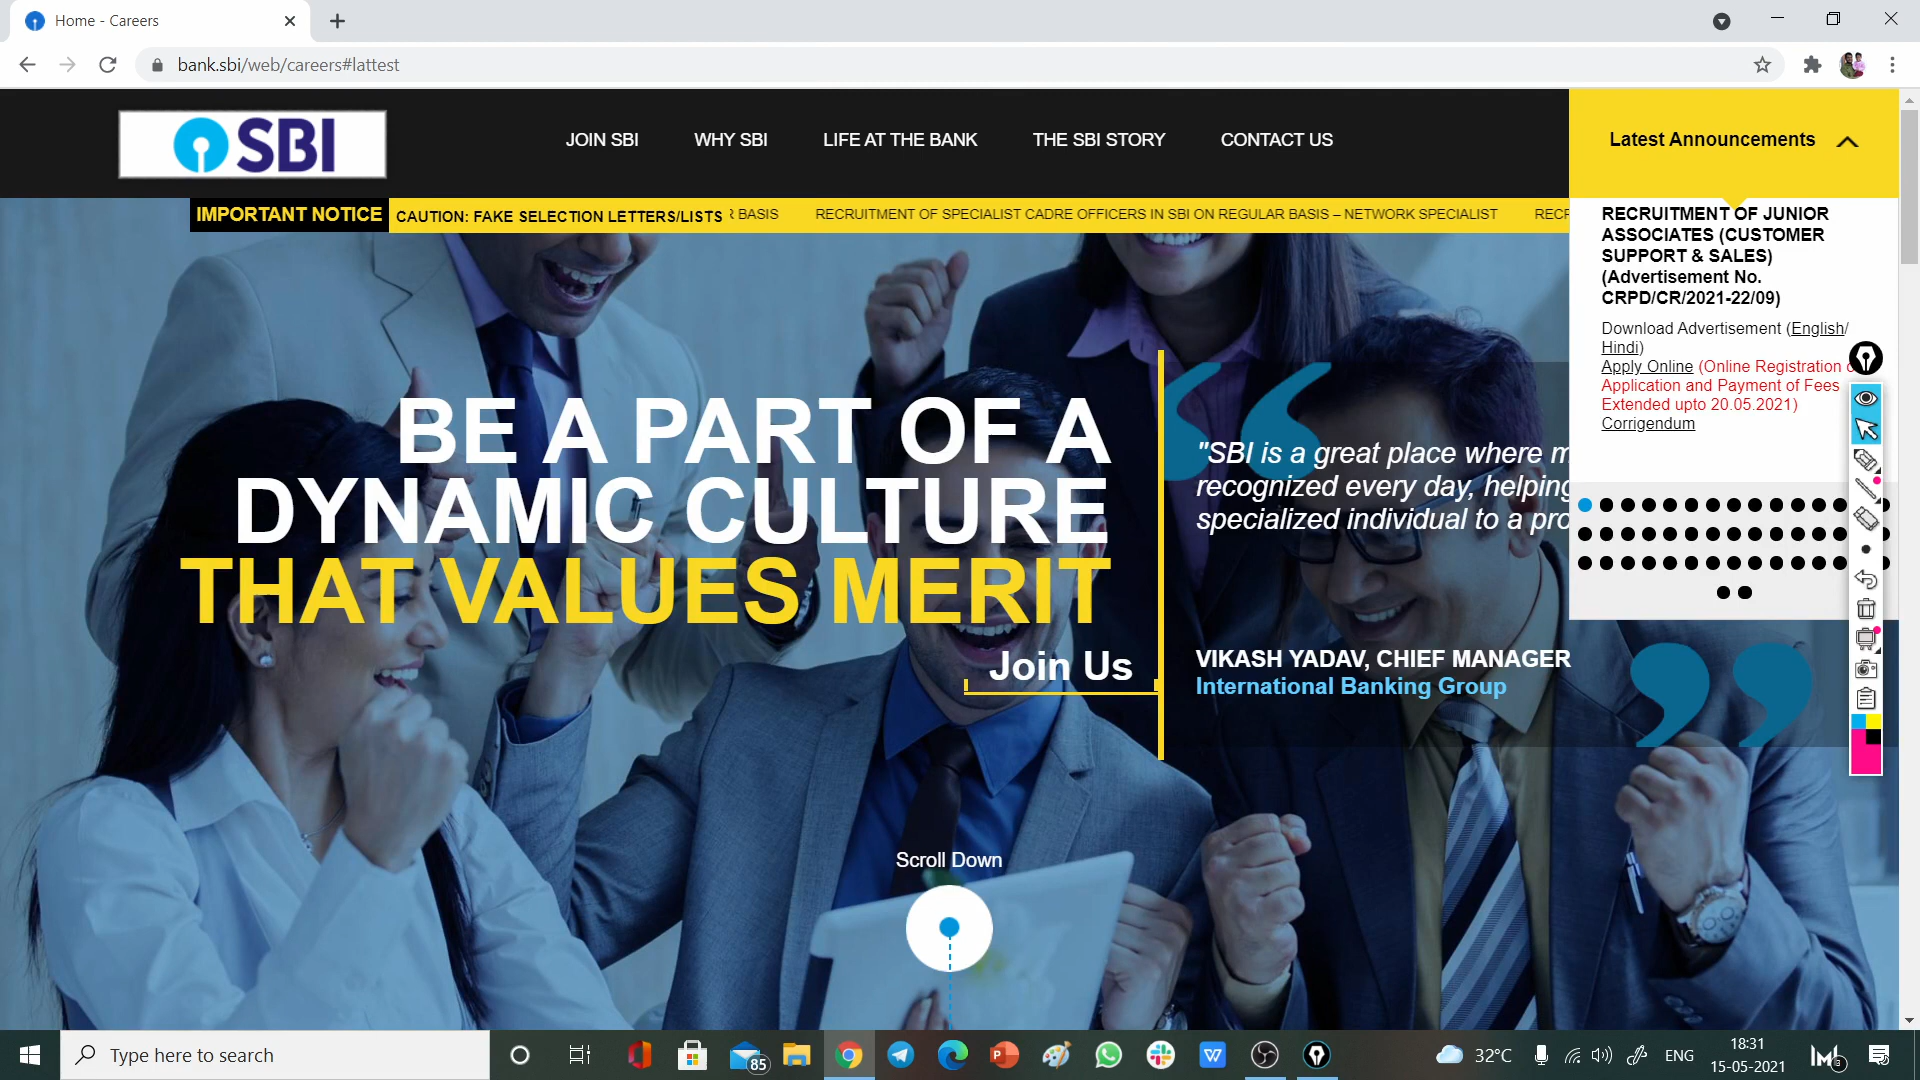 Home - Careers
bank.sbi/web/careers#lattest
SBI
JOIN SBI
WHY SBI
LIFE AT THE BANK
THE SBI STORY
CONTACT US
Latest Announcements
IMPORTANT NOTICE
CAUTION: FAKE SELECTION LETTERS/LISTS
BASIS
RECRUITMENT OF SPECIALIST CADRE OFFICERS IN SBI ON REGULAR BASIS – NETWORK SPECIALIST
RECRUITMENT OF JUNIOR
ASSOCIATES (CUSTOMER
SUPPORT & SALES)
(Advertisement No.
CRPD/CR/2021-22/09)
Download Advertisement (English/
Hindi)
Apply Online (Online Registration
Application and Payment of Fees
Extended upto 20.05.2021)
Corrigendum
BE A PART OF A
DYNAMIC CULTURE
THAT VALUES MERIT
Join Us
"SBI is a great place where
recognized every day, helping
specialized individual to a
VIKASH YADAV, CHIEF MANAGER
International Banking Group
Scroll Down
Type here to search
85
32°C
ENG
18:31
15-05-2021
3